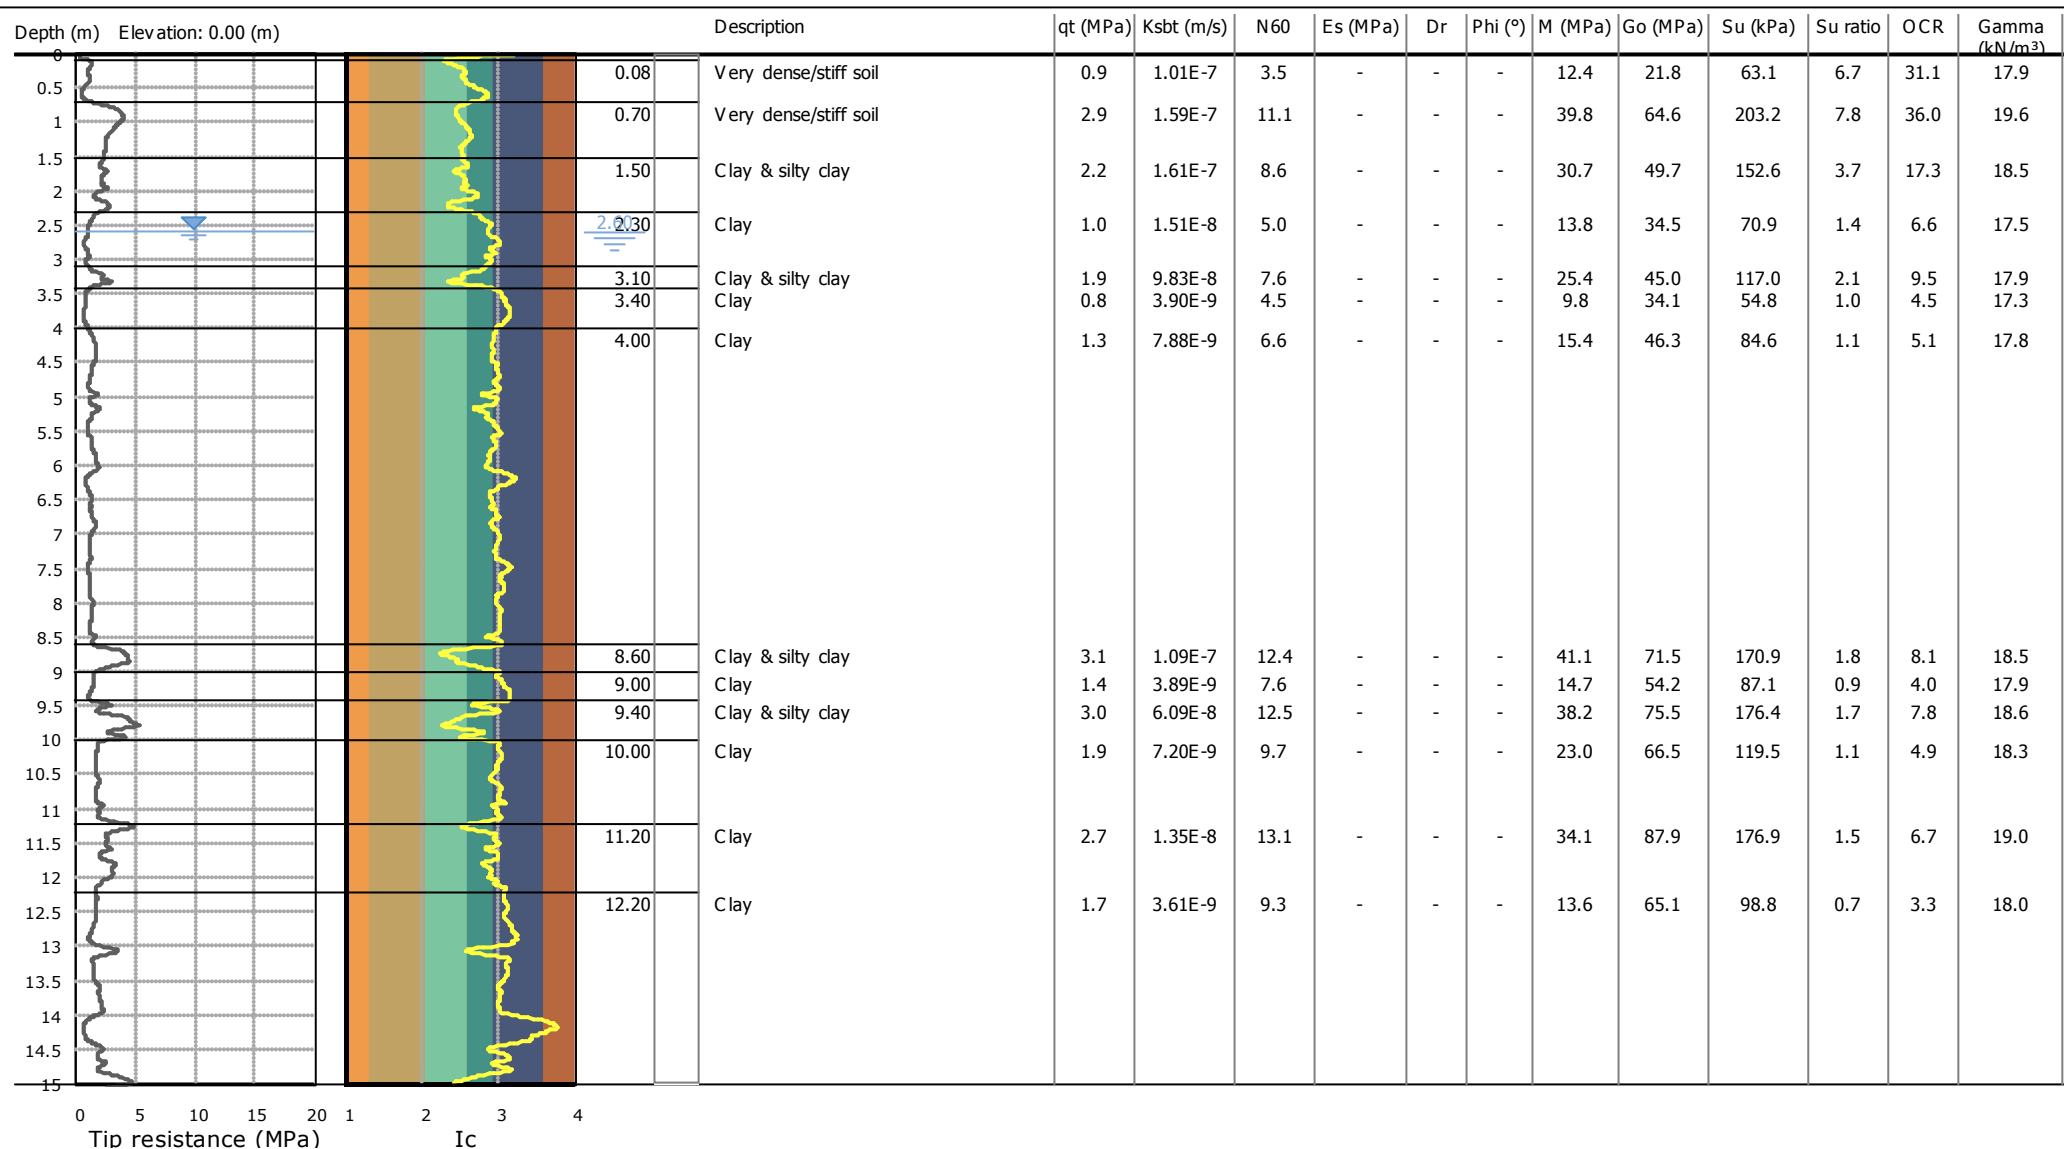 Depth (m) Elevation: 0.00 (m) Description qt (MPa) Ksbt (m/s) N60 Es (MPa) Dr Phi (°) M (MPa) Go (MPa) Su (kPa) Su ratio OCR Gamma
(kN/m³)
0
0.08 Very dense/stiff soil 0.9 1.01E-7 3.5 - - - 12.4 21.8 63.1 6.7 31.1 17.9
0.5
0.70 Very dense/stiff soil 2.9 1.59E-7 11.1 - - - 39.8 64.6 203.2 7.8 36.0 19.6
1
1.5
1.50 Clay & silty clay 2.2 1.61E-7 8.6 - - - 30.7 49.7 152.6 3.7 17.3 18.5
2
2.60
2.5 2.30 Clay 1.0 1.51E-8 5.0 - - - 13.8 34.5 70.9 1.4 6.6 17.5
3
3.10 Clay & silty clay 1.9 9.83E-8 7.6 - - - 25.4 45.0 117.0 2.1 9.5 17.9
3.5 3.40 Clay 0.8 3.90E-9 4.5 - - - 9.8 34.1 54.8 1.0 4.5 17.3
4
4.00 Clay 1.3 7.88E-9 6.6 - - - 15.4 46.3 84.6 1.1 5.1 17.8
4.5
5
5.5
6
6.5
7
7.5
8
8.5
8.60 Clay & silty clay 3.1 1.09E-7 12.4 - - - 41.1 71.5 170.9 1.8 8.1 18.5
9
9.00 Clay 1.4 3.89E-9 7.6 - - - 14.7 54.2 87.1 0.9 4.0 17.9
9.5 9.40 Clay & silty clay 3.0 6.09E-8 12.5 - - - 38.2 75.5 176.4 1.7 7.8 18.6
10
10.00 Clay 1.9 7.20E-9 9.7 - - - 23.0 66.5 119.5 1.1 4.9 18.3
10.5
11
11.5 11.20 Clay 2.7 1.35E-8 13.1 - - - 34.1 87.9 176.9 1.5 6.7 19.0
12
12.5 12.20 Clay 1.7 3.61E-9 9.3 - - - 13.6 65.1 98.8 0.7 3.3 18.0
13
13.5
14
14.5
15
0 5 10 15 20 1 2 3 4
Tip resistance (MPa) Ic